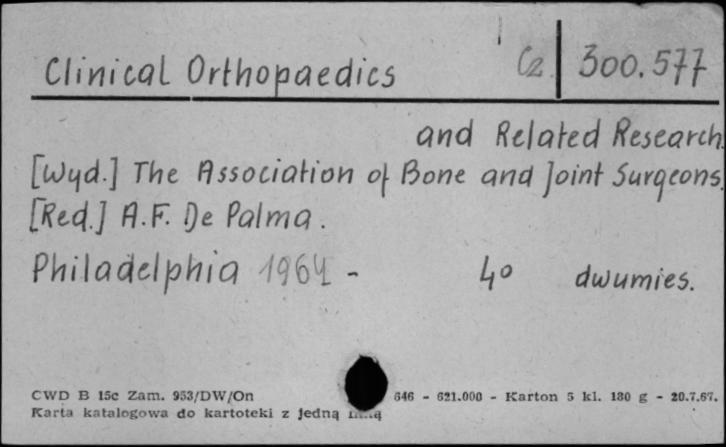 Clinical Orthopaedics Cz. 300.577
and Related Research.
[Wyd.] The Association of Bone and Joint Surgeons.
[Red.] A.F. De Palma.
Philadelphia 1964 - 4° dwumies.
CWD B 15c Zam. 953/DW/On 646 - 621.000 - Karton 5 kl. 180 g - 20.7.67.
Karta katalogowa do kartoteki z jedną